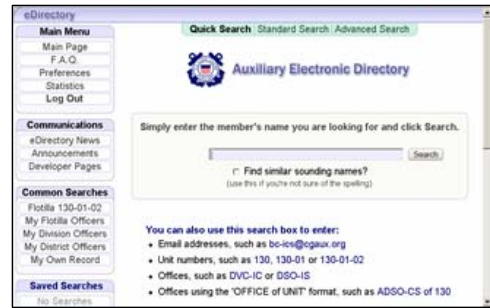 eDirectory
Main Menu
Main Page
F.A.Q.
Preferences
Statistics
Log Out
Communications
eDirectory News
Announcements
Developer Pages
Common Searches
Flotilla 130-01-02
My Flotilla Officers
My Division Officers
My District Officers
My Own Record
Saved Searches
No Searches
Quick Search Standard Search Advanced Search
Auxiliary Electronic Directory
Simply enter the member's name you are looking for and click Search.
Search
Find similar sounding names?
(use this if you're not sure of the spelling)
You can also use this search box to enter:
• Email addresses, such as bc-ics@cgaux.org
• Unit numbers, such as 130, 130-01 or 130-01-02
• Offices, such as DVC-IC or DSO-IS
• Offices using the 'OFFICE of UNIT' format, such as ADSO-CS of 130